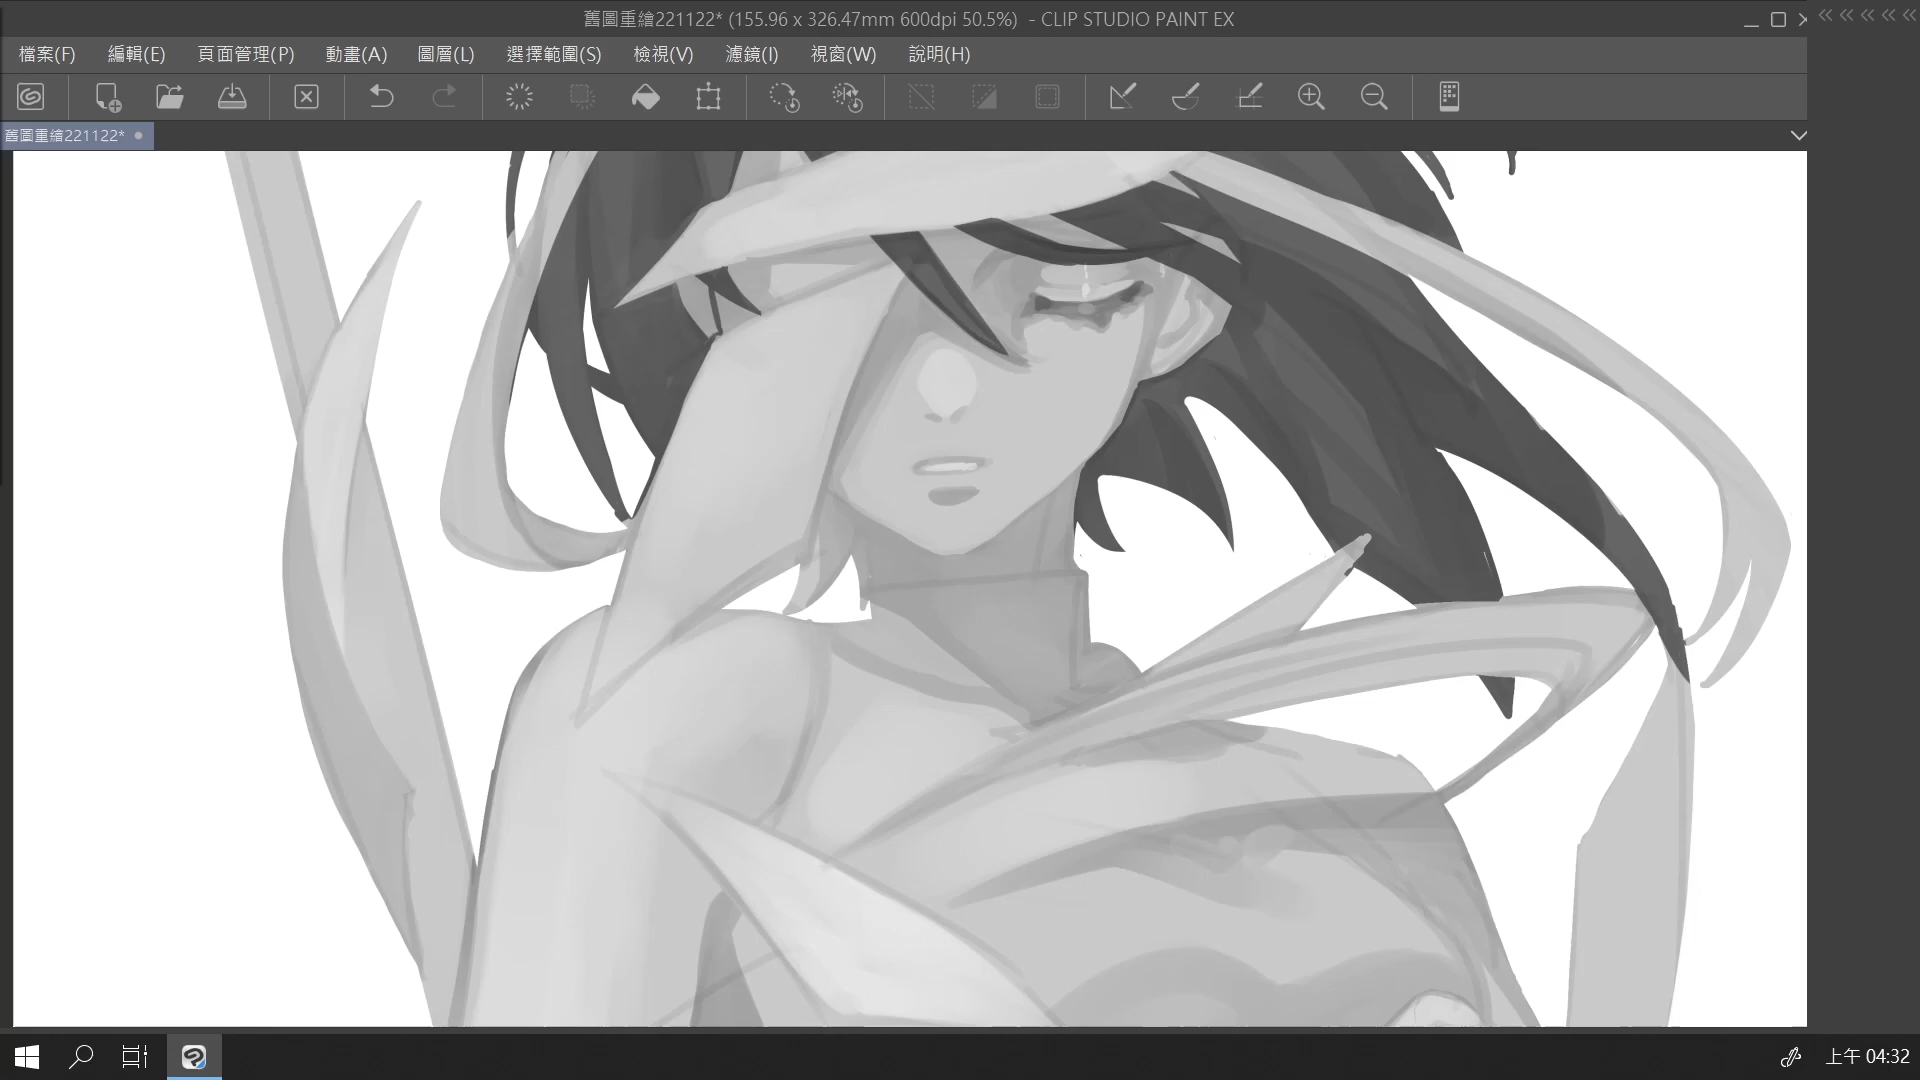 舊圖重繪221122* (155.96 x 326.47mm 600dpi 50.5%) - CLIP STUDIO PAINT EX
檔案(F) 編輯(E) 頁面管理(P) 動畫(A) 圖層(L) 選擇範圍(S) 檢視(V) 濾鏡(I) 視窗(W) 說明(H)
舊圖重繪221122*
上午 04:32